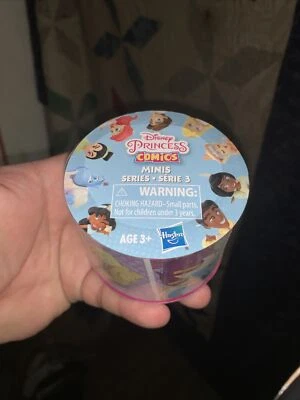 Disney
PRINCESS
COMICS
MINIS
SERIES • SÉRIE 3
WARNING:
CHOKING HAZARD–Small parts.
Not for children under 3 years.
AGE 3+
Hasbro